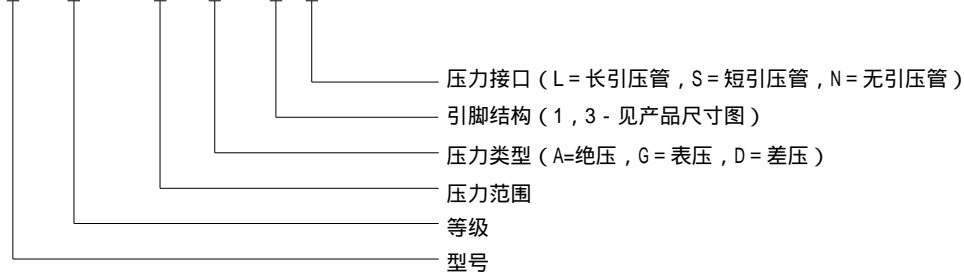 压力接口（L=长引压管，S=短引压管，N=无引压管）
引脚结构（1，3-见产品尺寸图）
压力类型（A=绝压，G=表压，D=差压）
压力范围
等级
型号